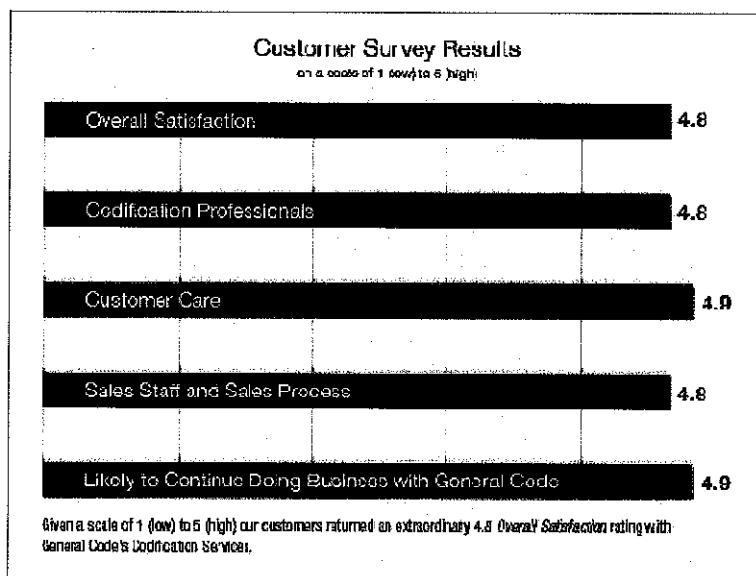 Customer Survey Results
on a scale of 1 (low) to 5 (high)
Overall Satisfaction 4.8
Codification Professionals 4.8
Customer Care 4.9
Sales Staff and Sales Process 4.8
Likely to Continue Doing Business with General Code 4.9
Given a scale of 1 (low) to 5 (high) our customers returned an extraordinary 4.8 Overall Satisfaction rating with
General Code's Codification Services.